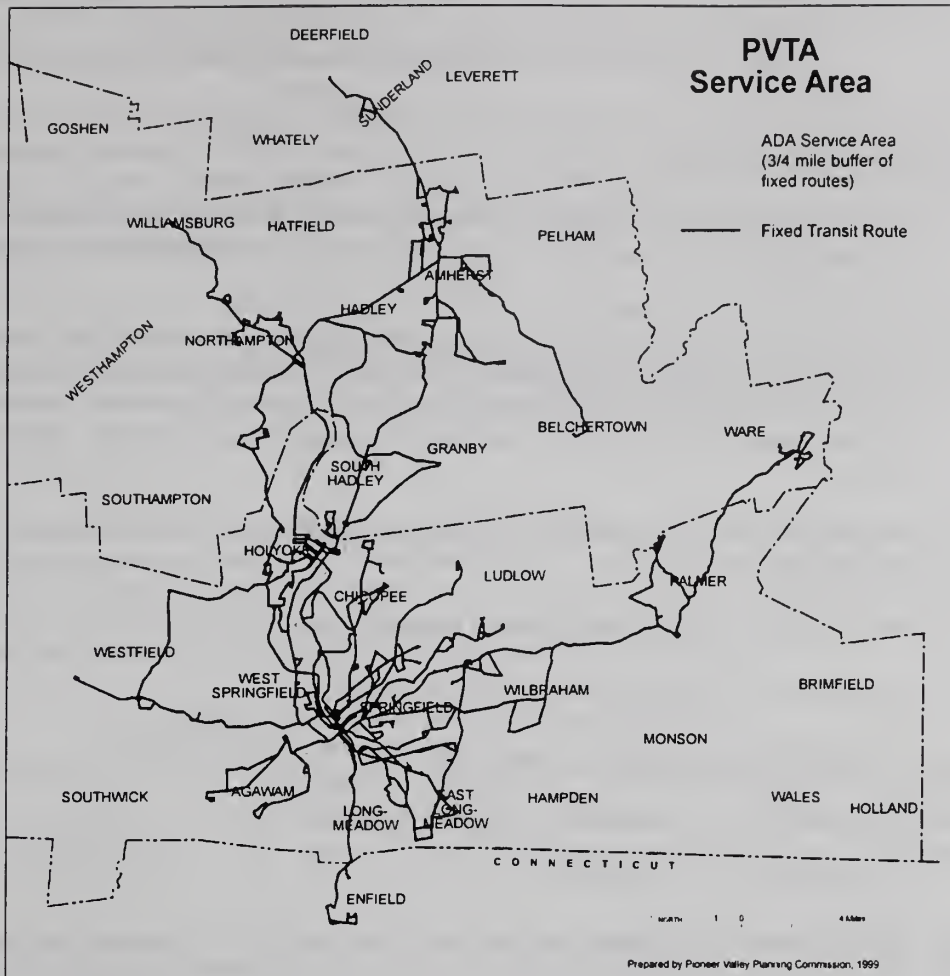 PVTA
Service Area
ADA Service Area
(3/4 mile buffer of
fixed routes)
Fixed Transit Route
DEERFIELD
SUNDERLAND
LEVERETT
GOSHEN
WHATELY
WILLIAMSBURG
HATFIELD
PELHAM
AMHERST
HADLEY
NORTHAMPTON
WESTHAMPTON
BELCHERTOWN
WARE
GRANBY
SOUTH
HADLEY
SOUTHAMPTON
HOLYOKE
LUDLOW
PALMER
CHICOPEE
WESTFIELD
WEST
SPRINGFIELD
SPRINGFIELD
WILBRAHAM
BRIMFIELD
MONSON
SOUTHWICK
AGAWAM
LONG-
MEADOW
EAST
LONG-
MEADOW
HAMPDEN
WALES
HOLLAND
CONNECTICUT
ENFIELD
NORTH
1 0 4 Miles
Prepared by Pioneer Valley Planning Commission, 1999